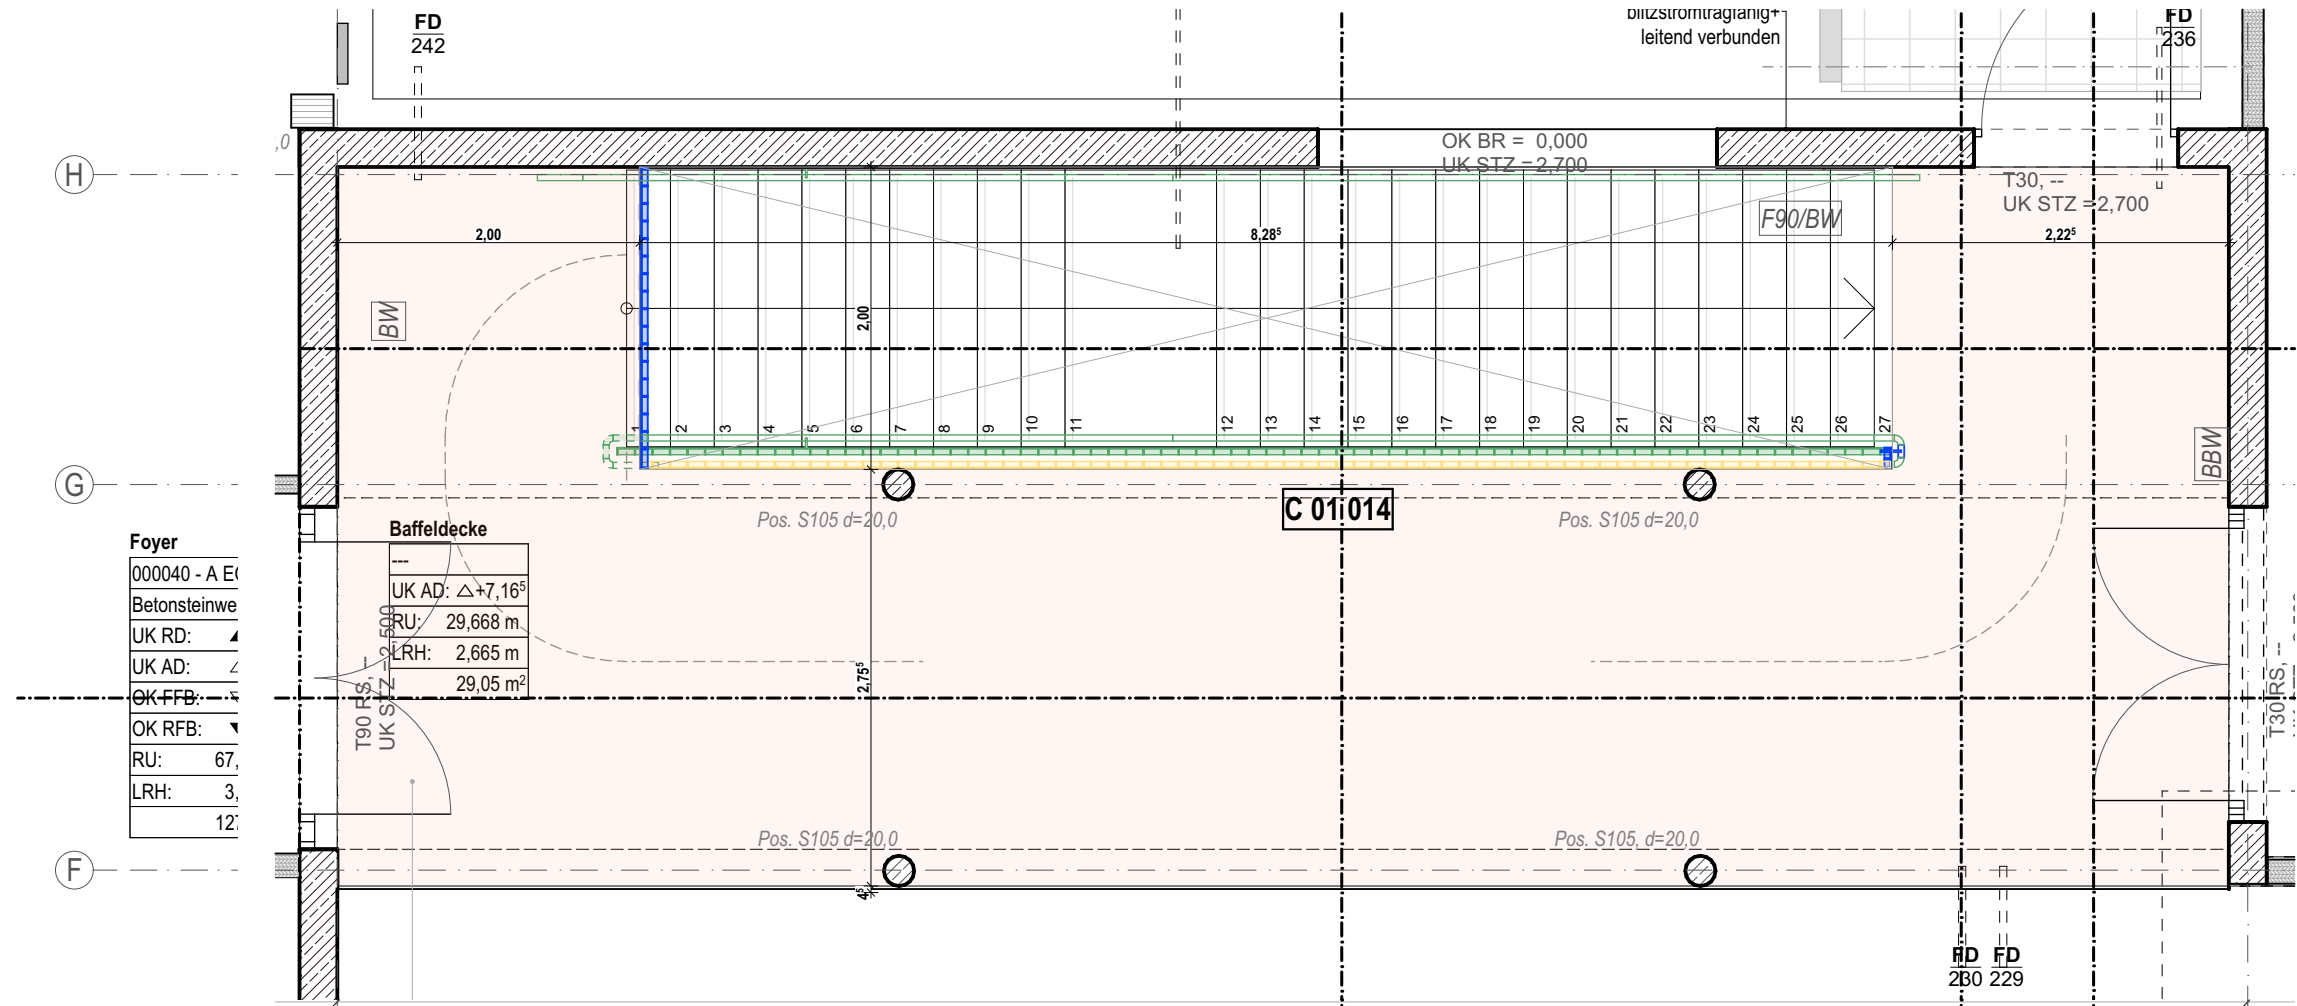 FD
242
leitend verbunden
FD
236
,0
OK BR = 0,000
UK STZ =2,700
H
T30, --
UK STZ =2,700
F90/BW
2,00
8,28⁵
2,22⁵
BW
2,00
1 2 3 4 5 6 7 8 9 10 11 12 13 14 15 16 17 18 19 20 21 22 23 24 25 26 27
BBW
G
C 01 014
Pos. S105 d=20,0
Pos. S105 d=20,0
Foyer
000040 - A
Betonsteinwe
UK RD:
UK AD:
OK FFB:
OK RFB:
RU: 67,
LRH: 3,
127
Baffeldecke
---
UK AD: △+7,16⁵
RU: 29,668 m
LRH: 2,665 m
29,05 m²
T90 RS, --
UK STZ =2,500
2,75⁵
T30RS, --
Pos. S105 d=20,0
Pos. S105, d=20,0
F
4⁵
FD
230
FD
229